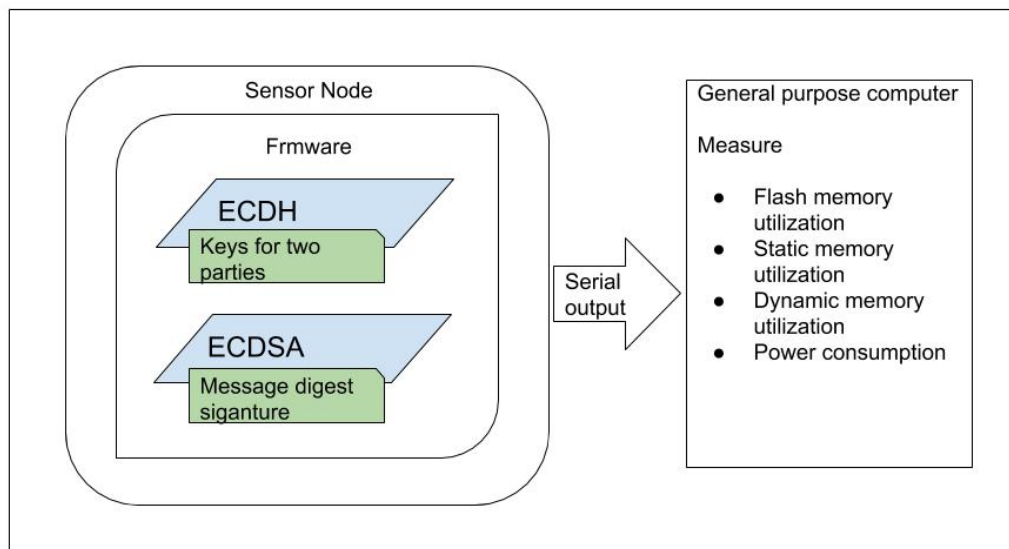 Sensor Node
Frmware
ECDH
Keys for two
parties
ECDSA
Message digest
siganture
Serial
output
General purpose computer
Measure
● Flash memory
utilization
● Static memory
utilization
● Dynamic memory
utilization
● Power consumption